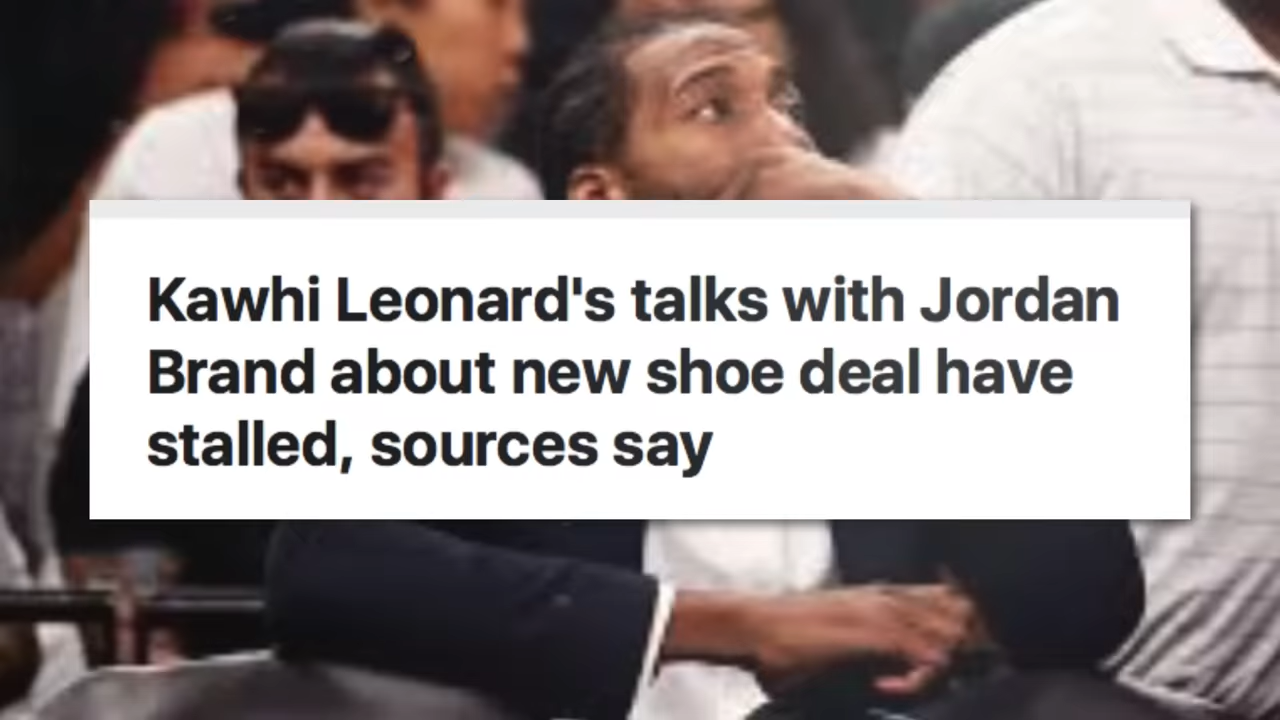 Kawhi Leonard's talks with Jordan
Brand about new shoe deal have
stalled, sources say